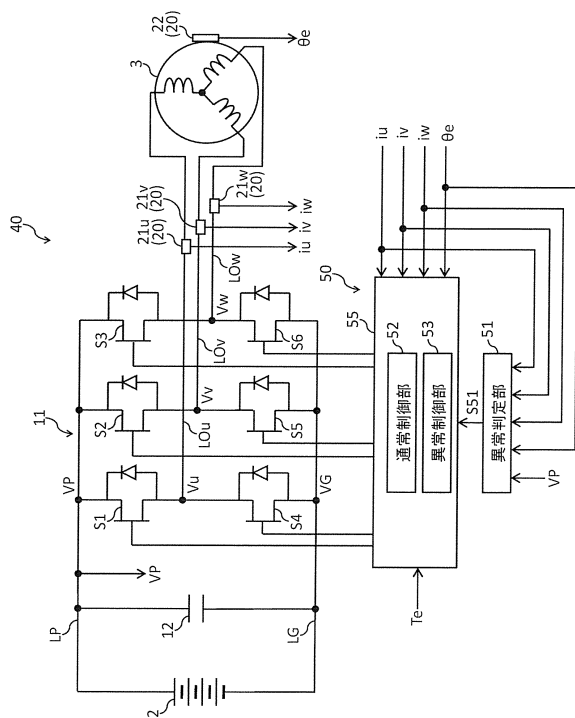 40
11
LP
VP
VP
S1
S2
S3
Vu
Vv
Vw
LOu
LOv
LOw
S4
S5
S6
VG
LG
12
2
21u
(20)
21v
(20)
21w
(20)
iu
iv
iw
3
22
(20)
θe
50
55
52
通常制御部
53
異常制御部
S51
51
異常判定部
VP
Te
iu
iv
iw
θe